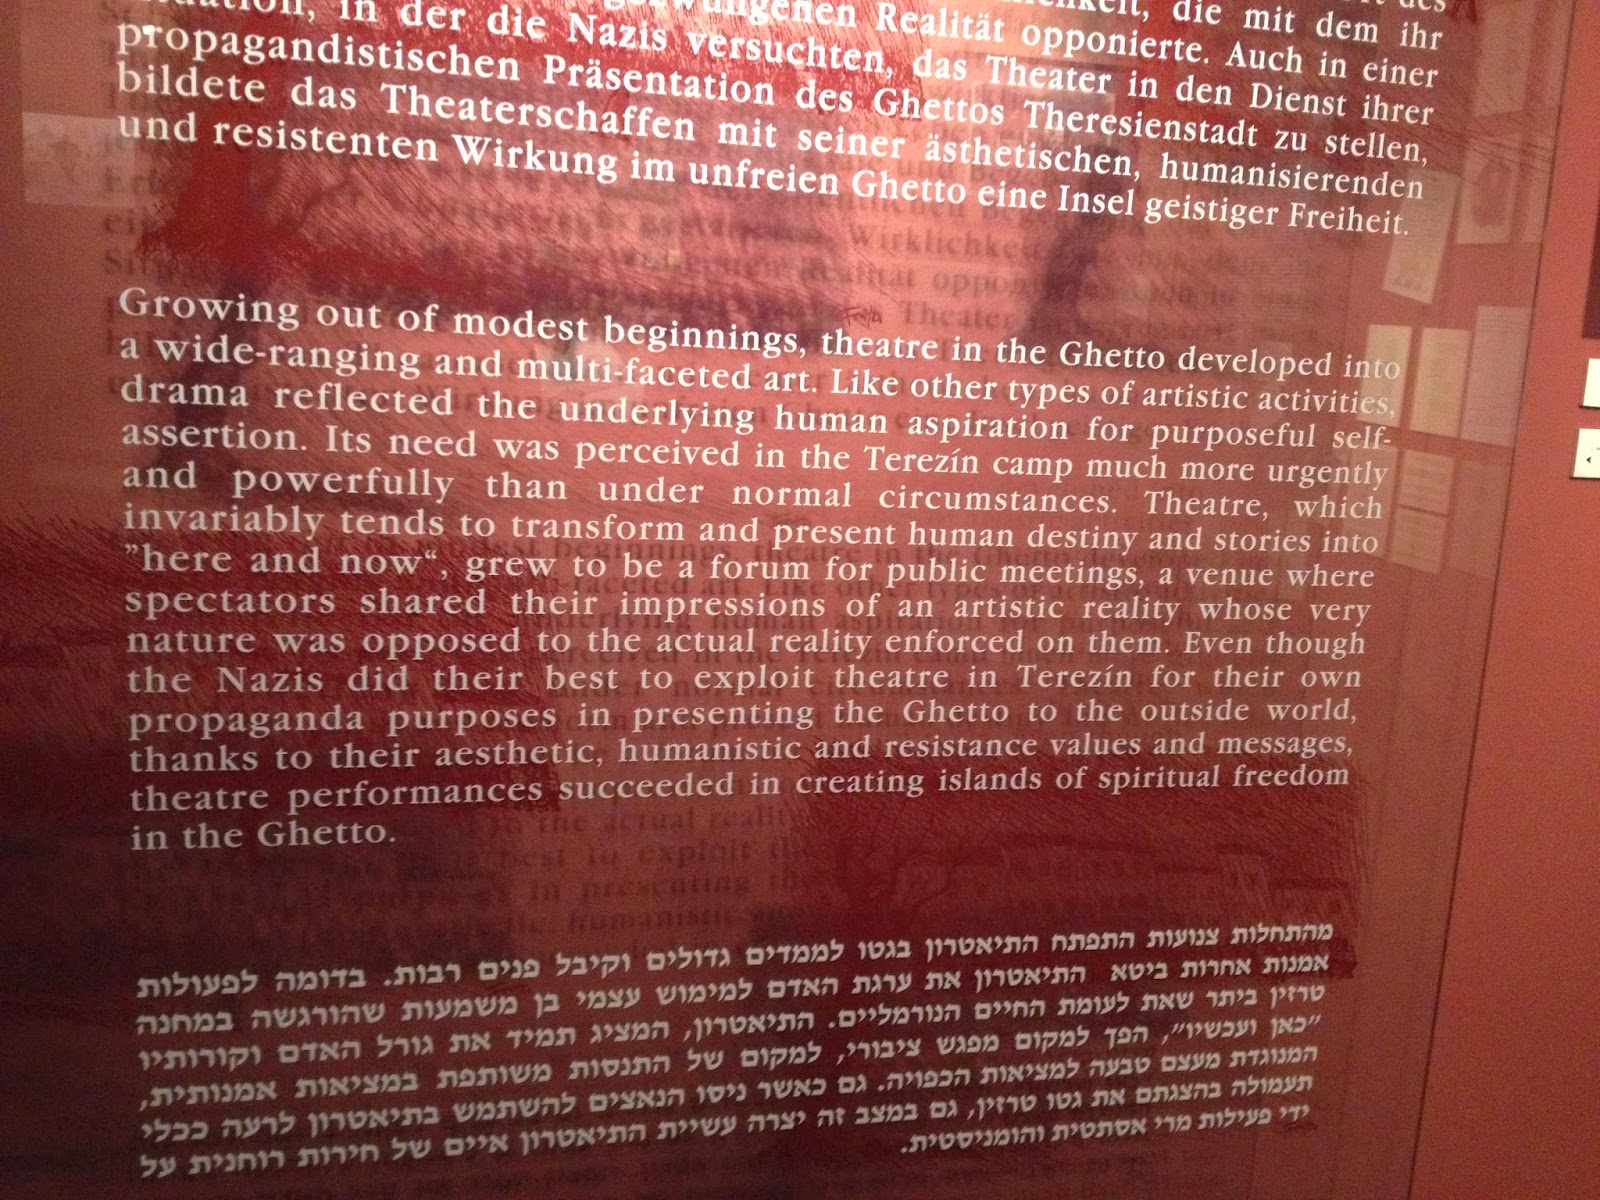 die mit dem ihr
Realität opponierte. Auch in einer
in der die Nazis versuchten, das Theater in den Dienst ihrer
propagandistischen Präsentation des Ghettos Theresienstadt zu stellen,
bildete das Theaterschaffen mit seiner ästhetischen, humanisierenden
und resistenten Wirkung im unfreien Ghetto eine Insel geistiger Freiheit.
Growing out of modest beginnings, theatre in the Ghetto developed into
a wide-ranging and multi-faceted art. Like other types of artistic activities,
drama reflected the underlying human aspiration for purposeful self-
assertion. Its need was perceived in the Terezín camp much more urgently
and powerfully than under normal circumstances. Theatre, which
invariably tends to transform and present human destiny and stories into
”here and now“, grew to be a forum for public meetings, a venue where
spectators shared their impressions of an artistic reality whose very
nature was opposed to the actual reality enforced on them. Even though
the Nazis did their best to exploit theatre in Terezín for their own
propaganda purposes in presenting the Ghetto to the outside world,
thanks to their aesthetic, humanistic and resistance values and messages,
theatre performances succeeded in creating islands of spiritual freedom
in the Ghetto.
מהתחלות צנועות התפתח התיאטרון בגטו לממדים גדולים וקיבל פנים רבות. בדומה לפעולות
אמנות אחרות ביטא התיאטרון את ערגת האדם למימוש עצמי בן משמעות שהורגשה במחנה
טרזין ביתר שאת לעומת החיים הנורמליים. התיאטרון, המציג תמיד את גורל האדם וקורותיו
"כאן ועכשיו", הפך למקום מפגש ציבורי, למקום של התנסות משותפת במציאות אמנותית,
המנוגדת מעצם טבעה למציאות הכפויה. גם כאשר ניסו הנאצים להשתמש בתיאטרון לרעה ככלי
תעמולה בהצגתם את גטו טרזין, גם במצב זה יצרה עשיית התיאטרון איים של חירות רוחנית על
ידי פעילות מרי אסתטית והומניסטית.